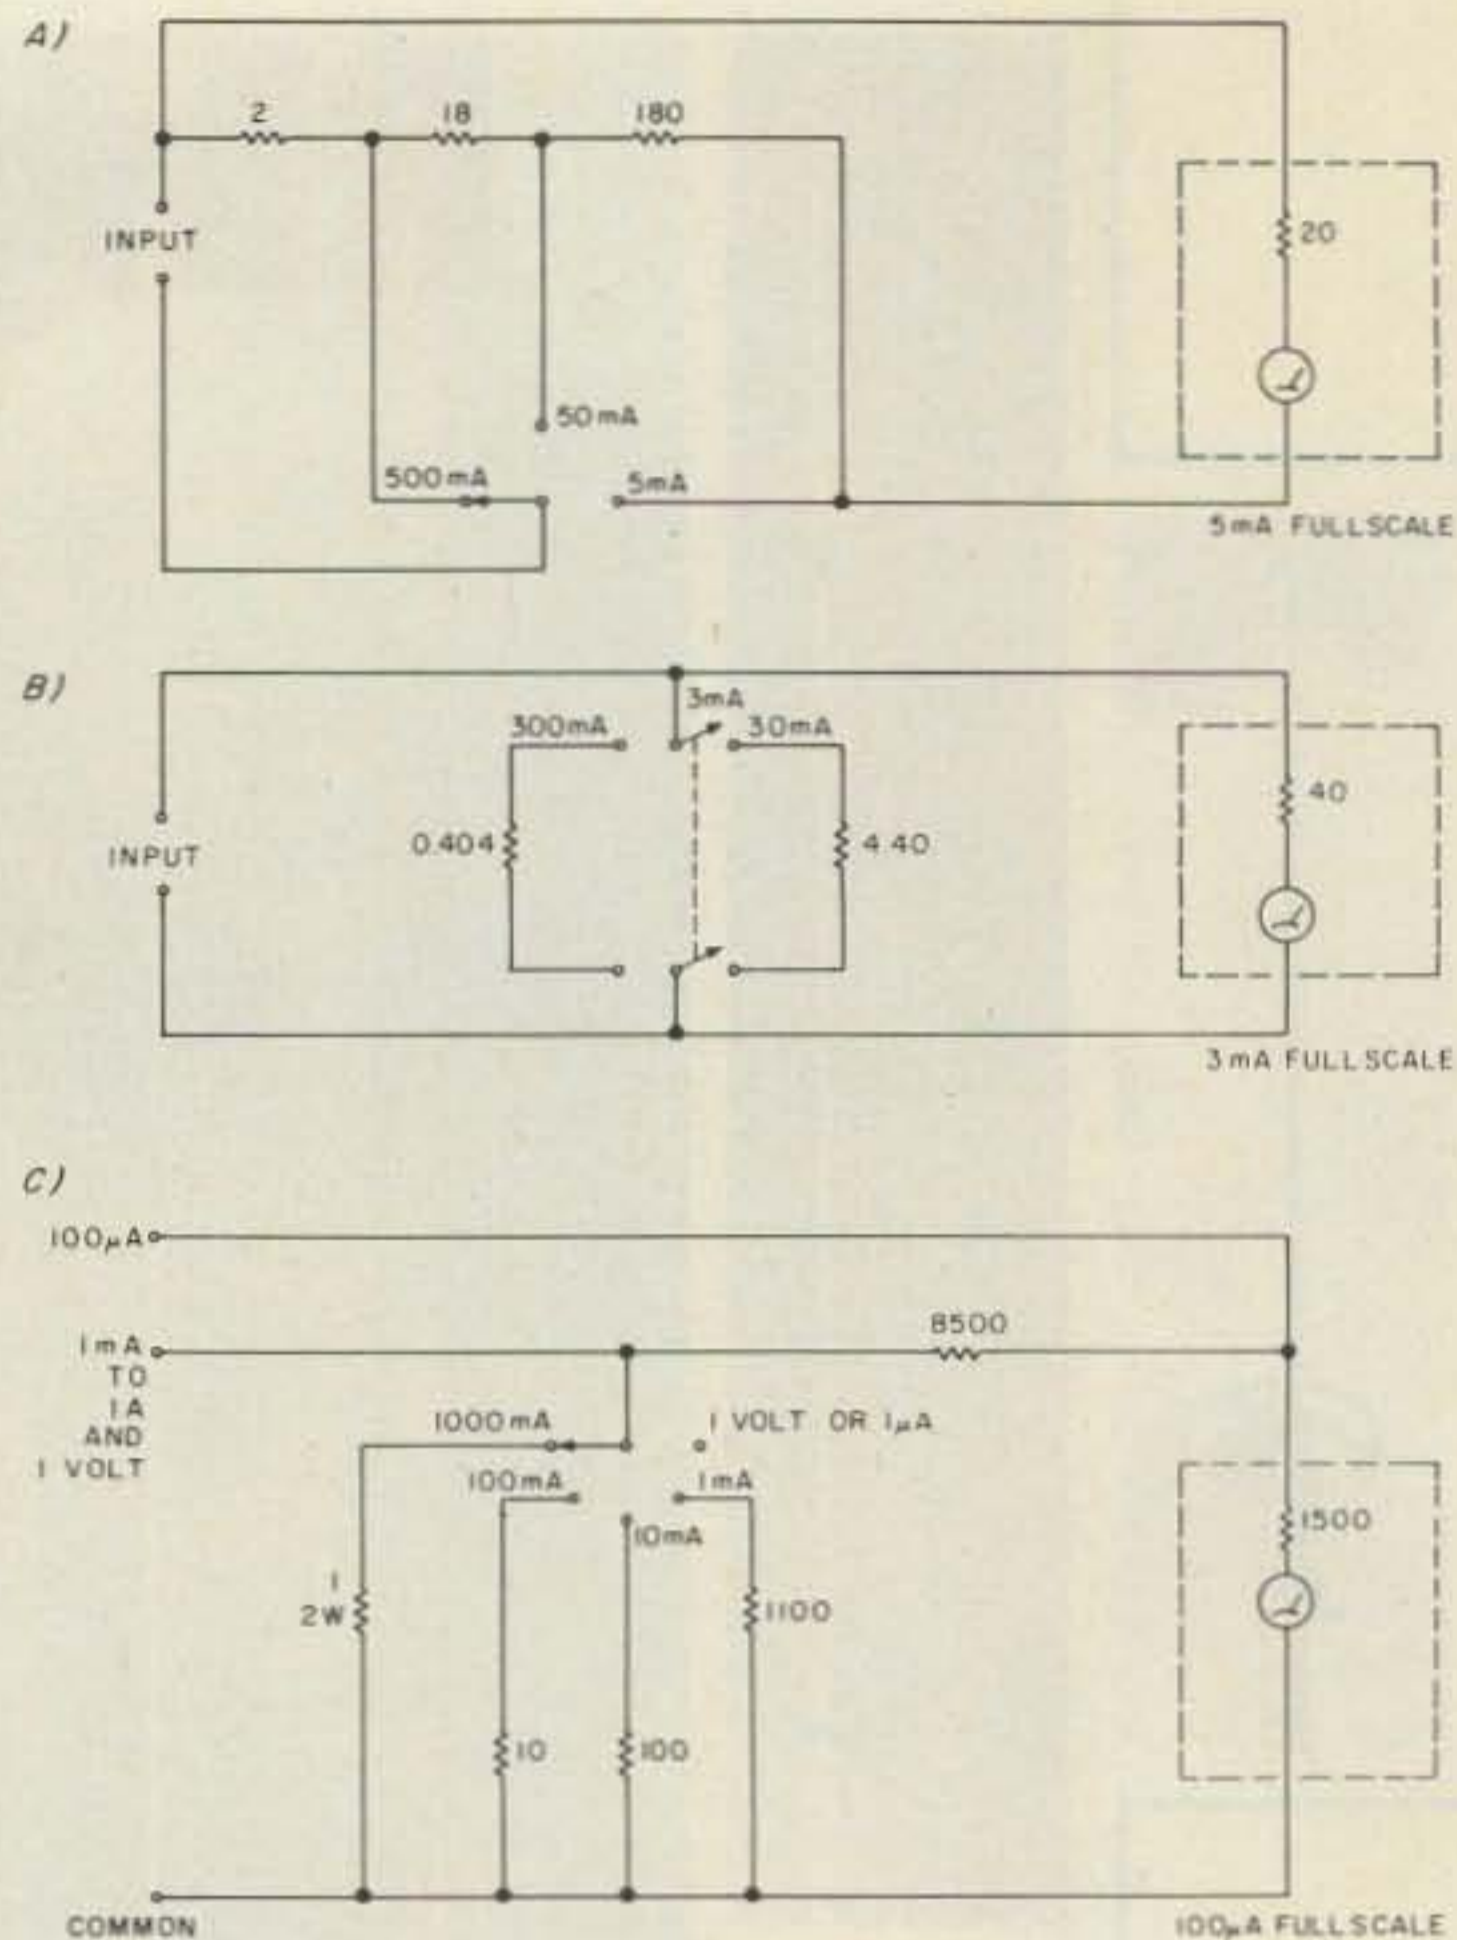 A)
2
18
180
INPUT
20
50mA
500mA
5mA
5mA FULLSCALE
B)
3mA
300mA
30mA
40
0.404
4 40
INPUT
3mA FULLSCALE
C)
100μA
8500
1mA
TO
1A
AND
1 VOLT
1000mA
1 VOLT OR 1μA
100mA
1mA
10mA
1500
1
2W
1100
10
100
COMMON
100μA FULLSCALE